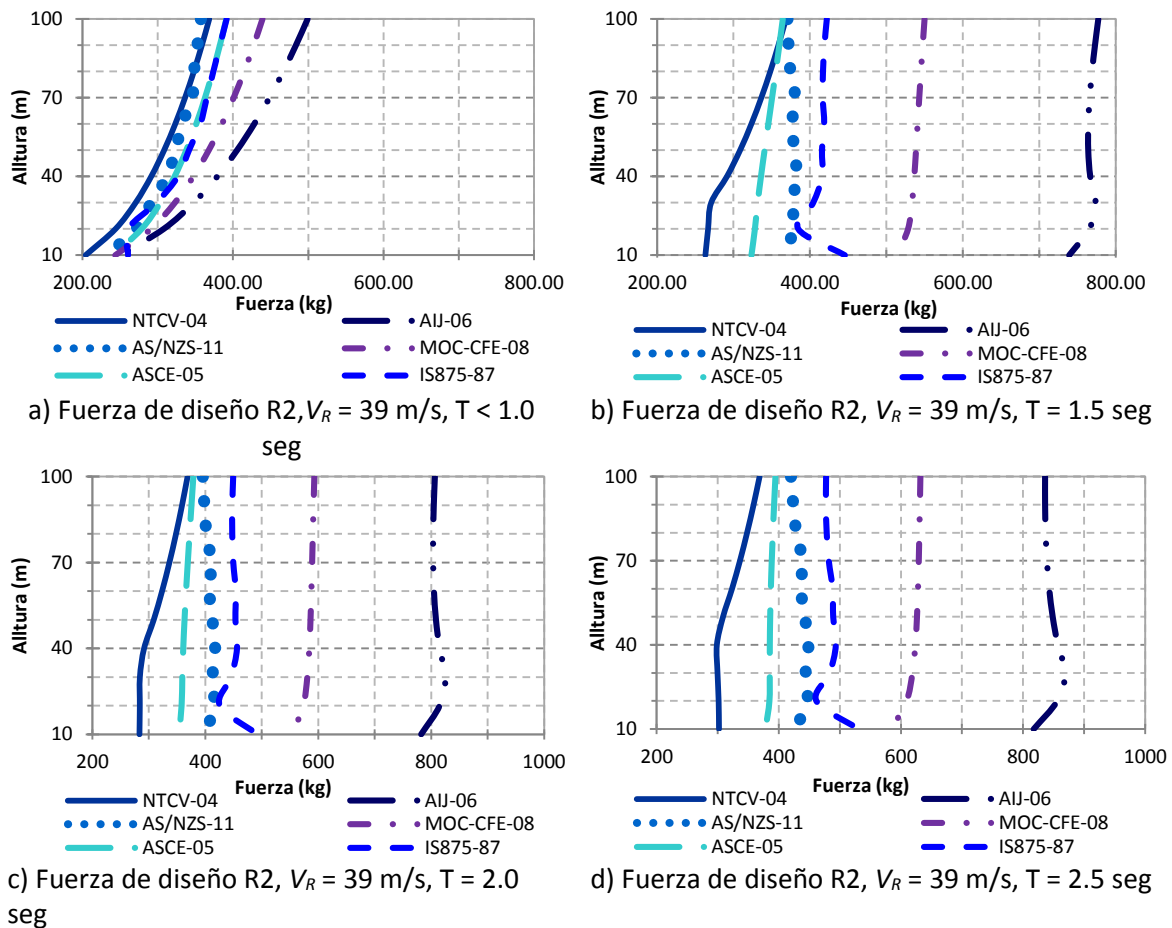 100
70
40
10
Alltura (m)
200.00 400.00 600.00 800.00
Fuerza (kg)
NTCV-04
AIJ-06
AS/NZS-11
MOC-CFE-08
ASCE-05
IS875-87
a) Fuerza de diseño R2, VR = 39 m/s, T < 1.0
seg
100
70
40
10
Alltura (m)
200.00 400.00 600.00 800.00
Fuerza (kg)
NTCV-04
AIJ-06
AS/NZS-11
MOC-CFE-08
ASCE-05
IS875-87
b) Fuerza de diseño R2, VR = 39 m/s, T = 1.5 seg
100
70
40
10
Alltura (m)
200 400 600 800 1000
Fuerza (kg)
NTCV-04
AIJ-06
AS/NZS-11
MOC-CFE-08
ASCE-05
IS875-87
c) Fuerza de diseño R2, VR = 39 m/s, T = 2.0
seg
100
70
40
10
Alltura (m)
200 400 600 800 1000
Fuerza (kg)
NTCV-04
AIJ-06
AS/NZS-11
MOC-CFE-08
ASCE-05
IS875-87
d) Fuerza de diseño R2, VR = 39 m/s, T = 2.5 seg